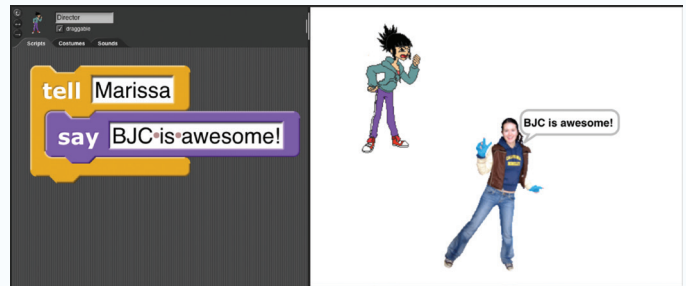 Director
draggable
Scripts Costumes Sounds
tell Marissa
say BJC is awesome!
BJC is awesome!